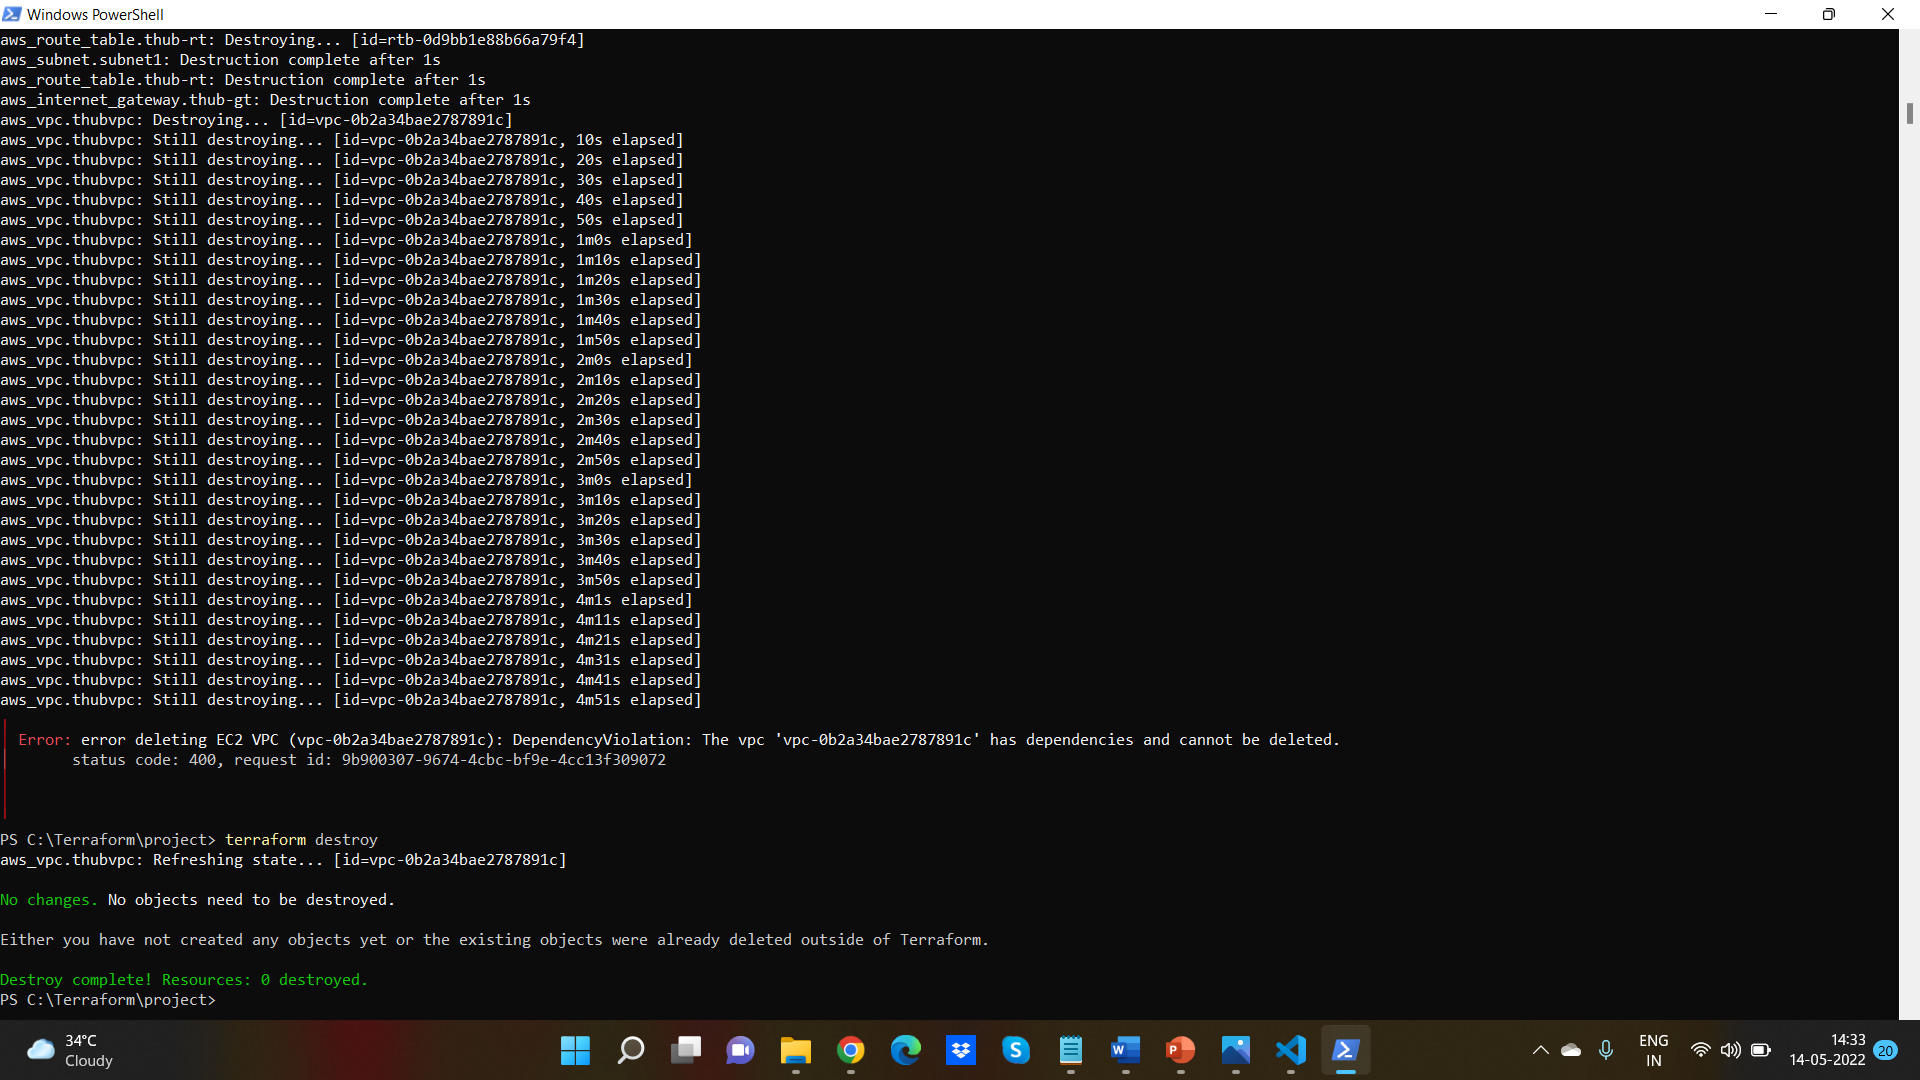 Windows PowerShell
aws_route_table.thub-rt: Destroying... [id=rtb-0d9bb1e88b66a79f4]
aws_subnet.subnet1: Destruction complete after 1s
aws_route_table.thub-rt: Destruction complete after 1s
aws_internet_gateway.thub-gt: Destruction complete after 1s
aws_vpc.thubvpc: Destroying... [id=vpc-0b2a34bae2787891c]
aws_vpc.thubvpc: Still destroying... [id=vpc-0b2a34bae2787891c, 10s elapsed]
aws_vpc.thubvpc: Still destroying... [id=vpc-0b2a34bae2787891c, 20s elapsed]
aws_vpc.thubvpc: Still destroying... [id=vpc-0b2a34bae2787891c, 30s elapsed]
aws_vpc.thubvpc: Still destroying... [id=vpc-0b2a34bae2787891c, 40s elapsed]
aws_vpc.thubvpc: Still destroying... [id=vpc-0b2a34bae2787891c, 50s elapsed]
aws_vpc.thubvpc: Still destroying... [id=vpc-0b2a34bae2787891c, 1m0s elapsed]
aws_vpc.thubvpc: Still destroying... [id=vpc-0b2a34bae2787891c, 1m10s elapsed]
aws_vpc.thubvpc: Still destroying... [id=vpc-0b2a34bae2787891c, 1m20s elapsed]
aws_vpc.thubvpc: Still destroying... [id=vpc-0b2a34bae2787891c, 1m30s elapsed]
aws_vpc.thubvpc: Still destroying... [id=vpc-0b2a34bae2787891c, 1m40s elapsed]
aws_vpc.thubvpc: Still destroying... [id=vpc-0b2a34bae2787891c, 1m50s elapsed]
aws_vpc.thubvpc: Still destroying... [id=vpc-0b2a34bae2787891c, 2m0s elapsed]
aws_vpc.thubvpc: Still destroying... [id=vpc-0b2a34bae2787891c, 2m10s elapsed]
aws_vpc.thubvpc: Still destroying... [id=vpc-0b2a34bae2787891c, 2m20s elapsed]
aws_vpc.thubvpc: Still destroying... [id=vpc-0b2a34bae2787891c, 2m30s elapsed]
aws_vpc.thubvpc: Still destroying... [id=vpc-0b2a34bae2787891c, 2m40s elapsed]
aws_vpc.thubvpc: Still destroying... [id=vpc-0b2a34bae2787891c, 2m50s elapsed]
aws_vpc.thubvpc: Still destroying... [id=vpc-0b2a34bae2787891c, 3m0s elapsed]
aws_vpc.thubvpc: Still destroying... [id=vpc-0b2a34bae2787891c, 3m10s elapsed]
aws_vpc.thubvpc: Still destroying... [id=vpc-0b2a34bae2787891c, 3m20s elapsed]
aws_vpc.thubvpc: Still destroying... [id=vpc-0b2a34bae2787891c, 3m30s elapsed]
aws_vpc.thubvpc: Still destroying... [id=vpc-0b2a34bae2787891c, 3m40s elapsed]
aws_vpc.thubvpc: Still destroying... [id=vpc-0b2a34bae2787891c, 3m50s elapsed]
aws_vpc.thubvpc: Still destroying... [id=vpc-0b2a34bae2787891c, 4m1s elapsed]
aws_vpc.thubvpc: Still destroying... [id=vpc-0b2a34bae2787891c, 4m11s elapsed]
aws_vpc.thubvpc: Still destroying... [id=vpc-0b2a34bae2787891c, 4m21s elapsed]
aws_vpc.thubvpc: Still destroying... [id=vpc-0b2a34bae2787891c, 4m31s elapsed]
aws_vpc.thubvpc: Still destroying... [id=vpc-0b2a34bae2787891c, 4m41s elapsed]
aws_vpc.thubvpc: Still destroying... [id=vpc-0b2a34bae2787891c, 4m51s elapsed]
Error: error deleting EC2 VPC (vpc-0b2a34bae2787891c): DependencyViolation: The vpc 'vpc-0b2a34bae2787891c' has dependencies and cannot be deleted.
status code: 400, request id: 9b900307-9674-4cbc-bf9e-4cc13f309072
PS C:\Terraform\project> terraform destroy
aws_vpc.thubvpc: Refreshing state... [id=vpc-0b2a34bae2787891c]
No changes. No objects need to be destroyed.
Either you have not created any objects yet or the existing objects were already deleted outside of Terraform.
Destroy complete! Resources: 0 destroyed.
PS C:\Terraform\project>
34°C
Cloudy
ENG
IN
14:33
14-05-2022
20